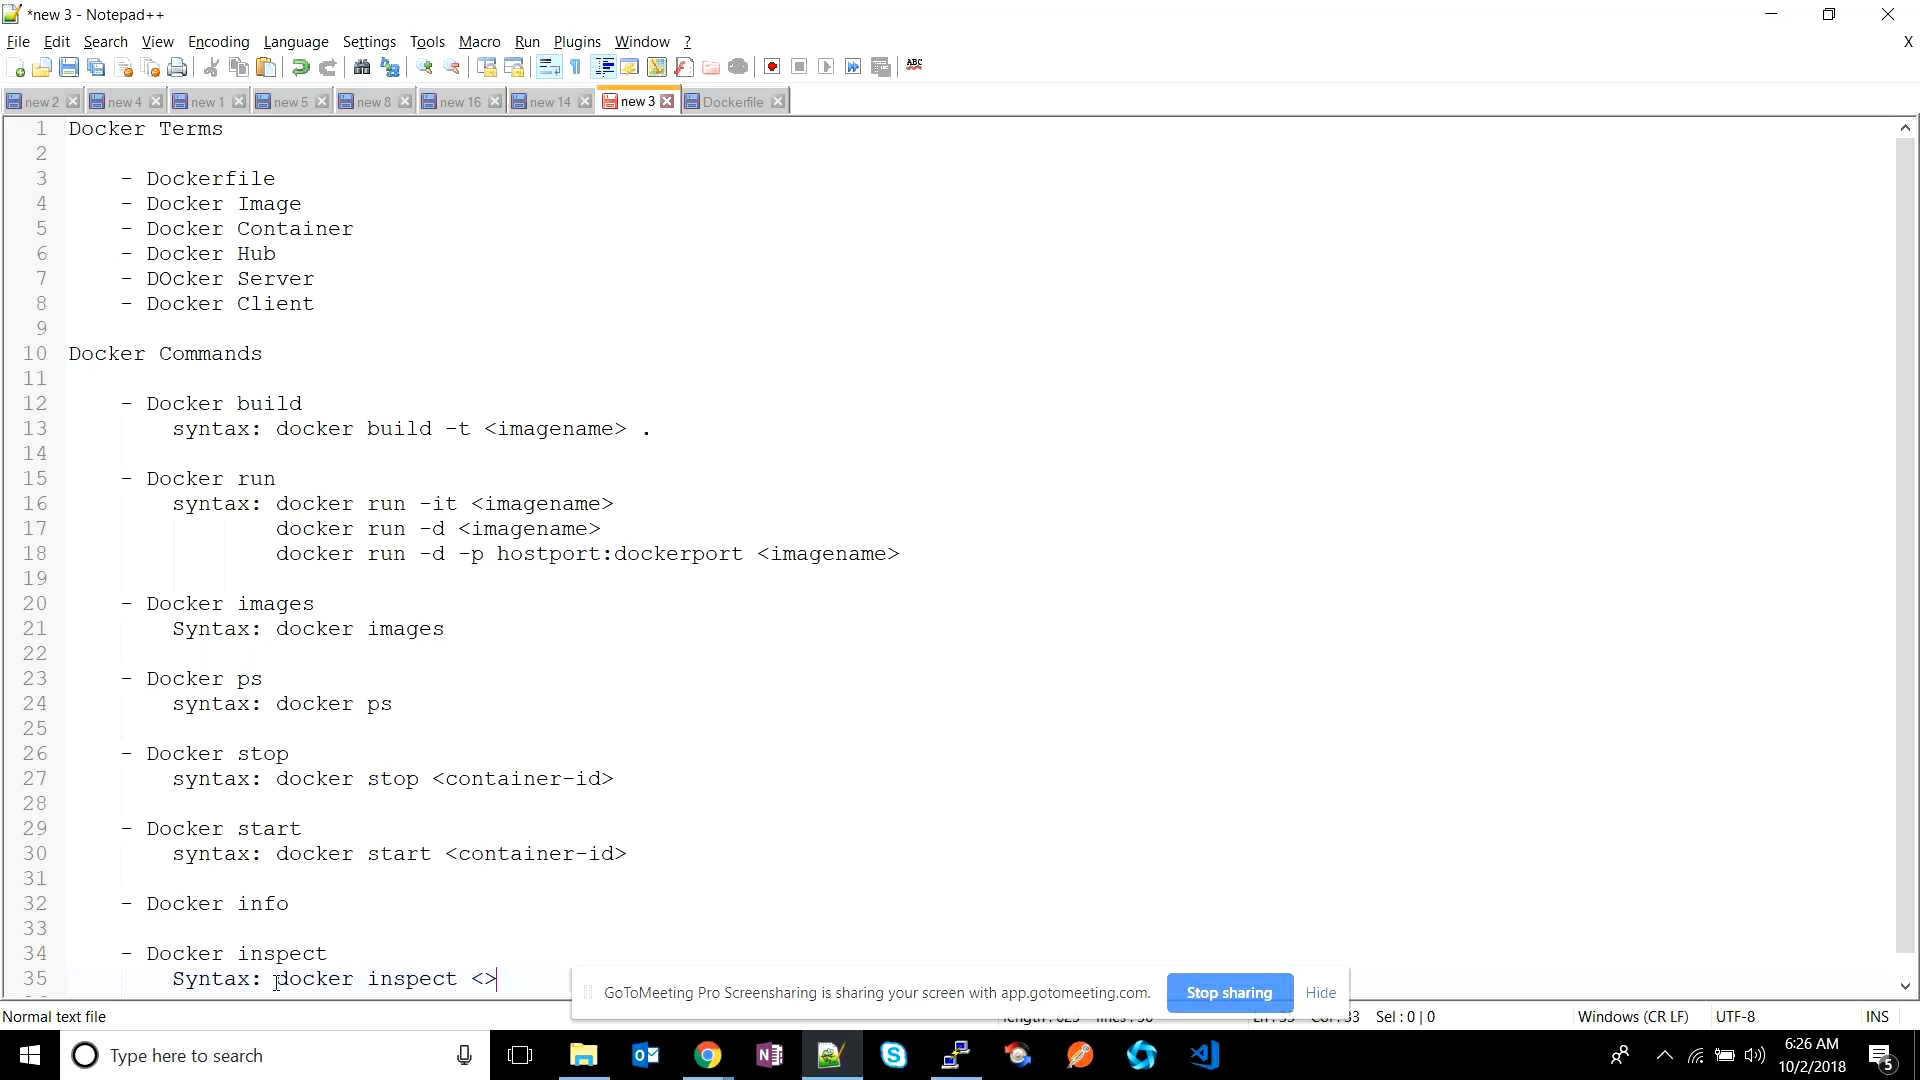 *new 3 - Notepad++
File Edit Search View Encoding Language Settings Tools Macro Run Plugins Window ?
X
ABC
new 2 new 4 new 1 new 5 new 8 new 16 new 14 new 3 Dockerfile
1 Docker Terms
2
3 - Dockerfile
4 - Docker Image
5 - Docker Container
6 - Docker Hub
7 - DOcker Server
8 - Docker Client
9
10 Docker Commands
11
12 - Docker build
13 syntax: docker build -t <imagename> .
14
15 - Docker run
16 syntax: docker run -it <imagename>
17 docker run -d <imagename>
18 docker run -d -p hostport:dockerport <imagename>
19
20 - Docker images
21 Syntax: docker images
22
23 - Docker ps
24 syntax: docker ps
25
26 - Docker stop
27 syntax: docker stop <container-id>
28
29 - Docker start
30 syntax: docker start <container-id>
31
32 - Docker info
33
34 - Docker inspect
35 Syntax: docker inspect <>
GoToMeeting Pro Screensharing is sharing your screen with app.gotomeeting.com. Stop sharing Hide
Normal text file Sel : 0 | 0 Windows (CR LF) UTF-8 INS
Type here to search
6:26 AM
10/2/2018
5